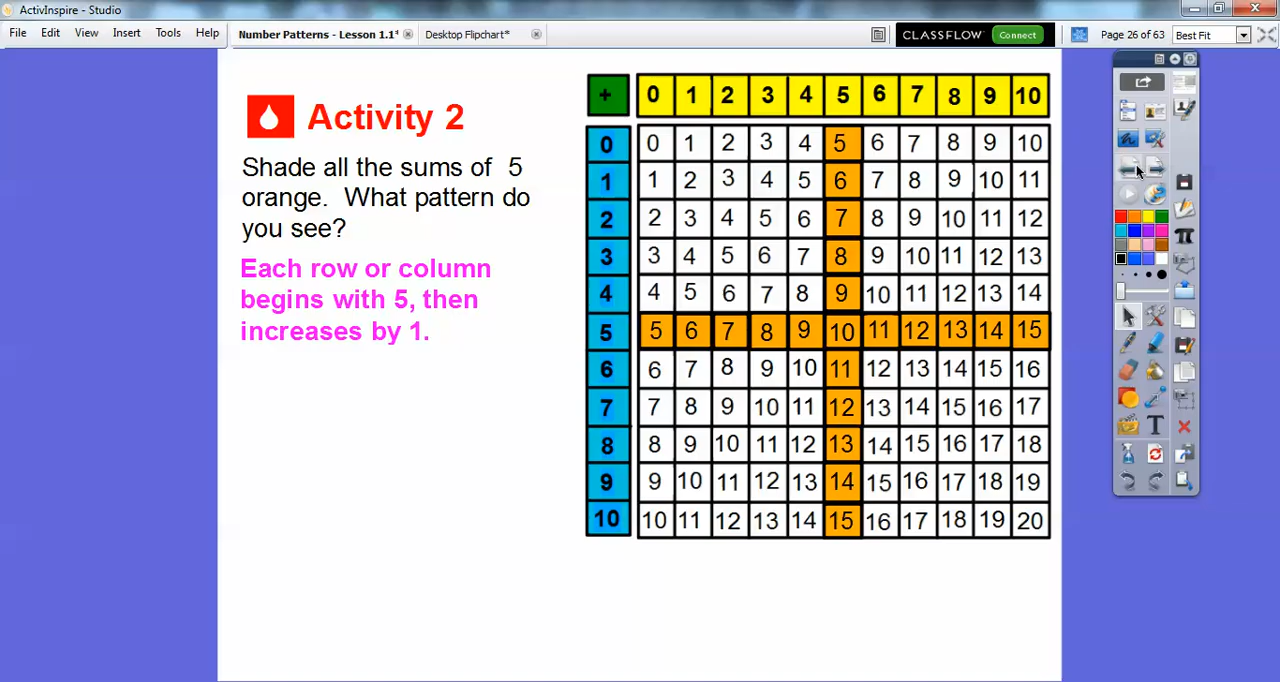 ActivInspire - Studio
File Edit View Insert Tools Help
Number Patterns - Lesson 1.1*
Desktop Flipchart*
CLASSFLOW Connect
Page 26 of 63
Best Fit
Activity 2
Shade all the sums of 5
orange. What pattern do
you see?
Each row or column
begins with 5, then
increases by 1.
+ 0 1 2 3 4 5 6 7 8 9 10
0 0 1 2 3 4 5 6 7 8 9 10
1 1 2 3 4 5 6 7 8 9 10 11
2 2 3 4 5 6 7 8 9 10 11 12
3 3 4 5 6 7 8 9 10 11 12 13
4 4 5 6 7 8 9 10 11 12 13 14
5 5 6 7 8 9 10 11 12 13 14 15
6 6 7 8 9 10 11 12 13 14 15 16
7 7 8 9 10 11 12 13 14 15 16 17
8 8 9 10 11 12 13 14 15 16 17 18
9 9 10 11 12 13 14 15 16 17 18 19
10 10 11 12 13 14 15 16 17 18 19 20